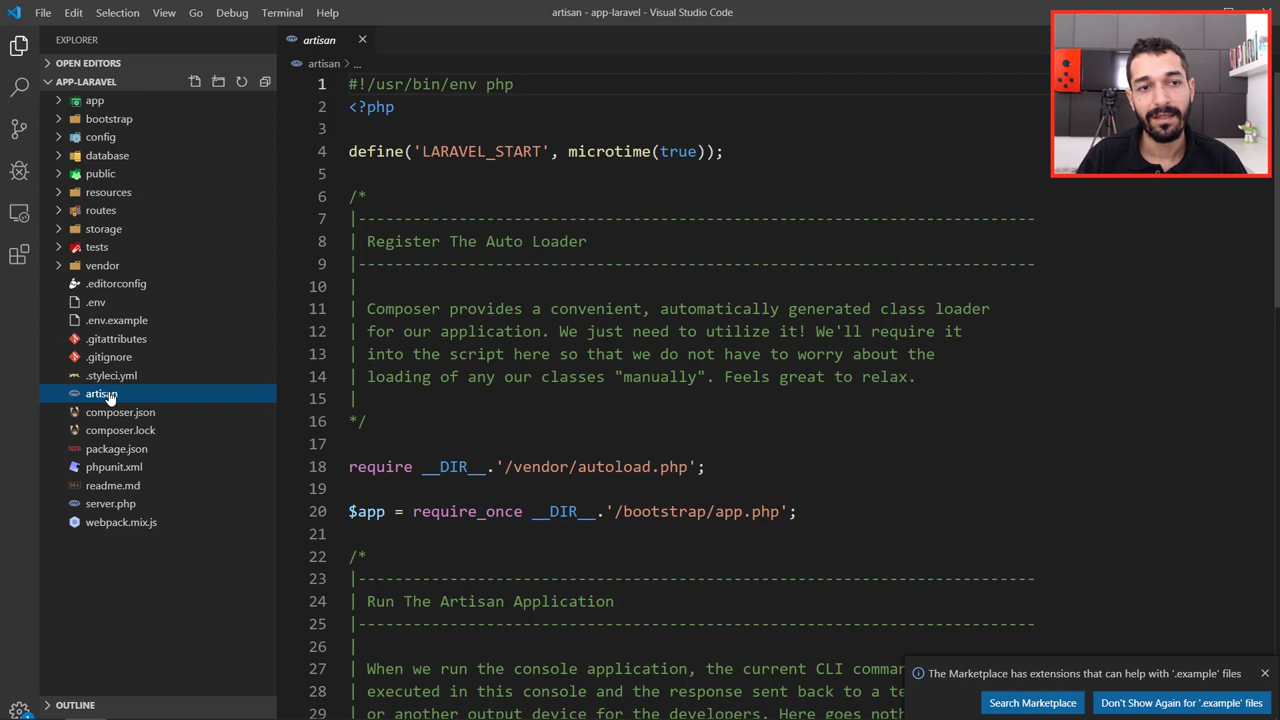 File Edit Selection View Go Debug Terminal Help
artisan - app-laravel - Visual Studio Code
EXPLORER
OPEN EDITORS
APP-LARAVEL
app
bootstrap
config
database
public
resources
routes
storage
tests
vendor
.editorconfig
.env
.env.example
.gitattributes
.gitignore
.styleci.yml
artisan
composer.json
composer.lock
package.json
phpunit.xml
readme.md
server.php
webpack.mix.js
OUTLINE
artisan
artisan > ...
1 #!/usr/bin/env php
2 <?php
3
4 define('LARAVEL_START', microtime(true));
5
6 /*
7 |--------------------------------------------------------------------------
8 | Register The Auto Loader
9 |--------------------------------------------------------------------------
10 |
11 | Composer provides a convenient, automatically generated class loader
12 | for our application. We just need to utilize it! We'll require it
13 | into the script here so that we do not have to worry about the
14 | loading of any our classes "manually". Feels great to relax.
15 |
16 */
17
18 require __DIR__.'/vendor/autoload.php';
19
20 $app = require_once __DIR__.'/bootstrap/app.php';
21
22 /*
23 |--------------------------------------------------------------------------
24 | Run The Artisan Application
25 |--------------------------------------------------------------------------
26 |
27 | When we run the console application, the current CLI comman
28 | executed in this console and the response sent back to a te
29 | or another output device for the developers. Here goes noth
The Marketplace has extensions that can help with '.example' files
Search Marketplace
Don't Show Again for '.example' files